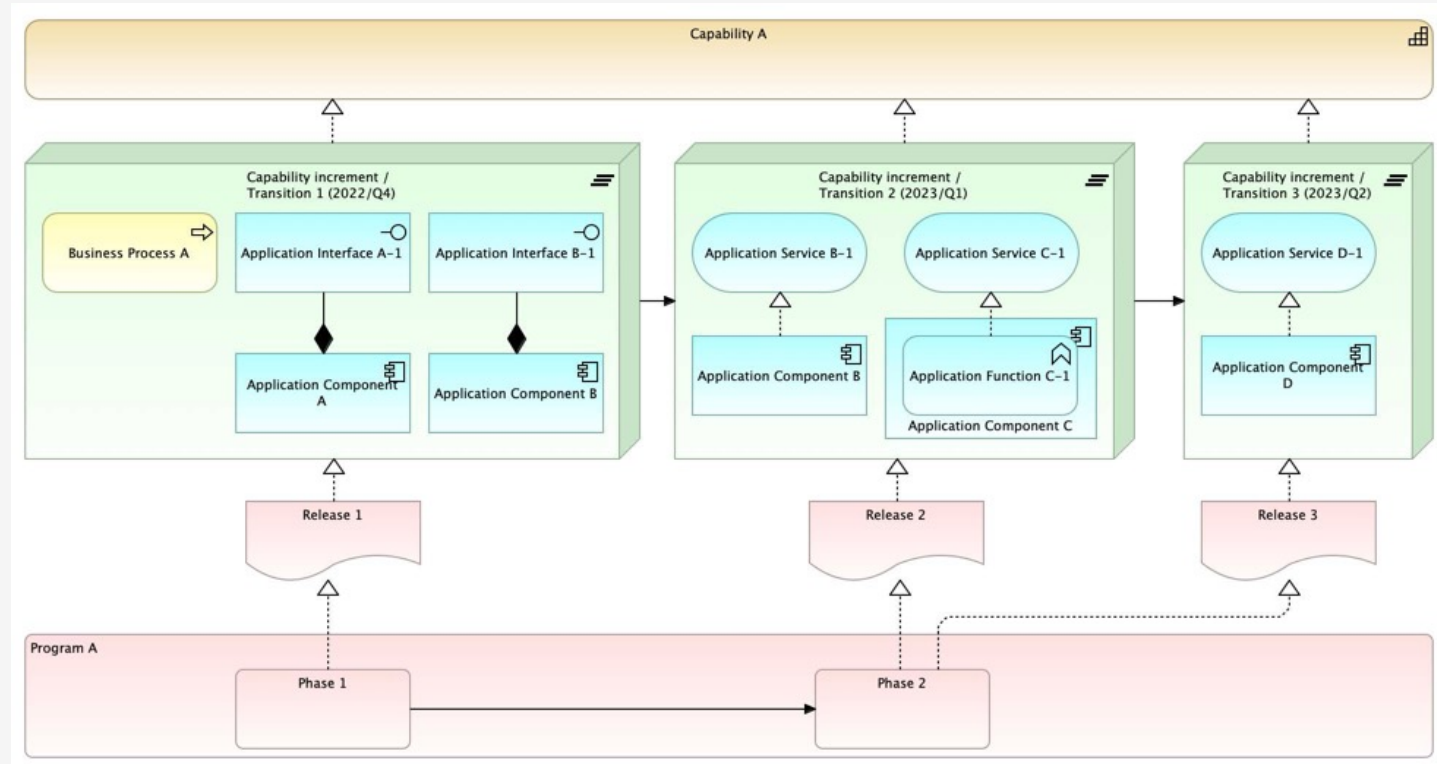 Capability A
Capability increment /
Transition 1 (2022/Q4)
Business Process A
Application Interface A-1
Application Interface B-1
Application Component
A
Application Component B
Capability increment /
Transition 2 (2023/Q1)
Application Service B-1
Application Service C-1
Application Component B
Application Function C-1
Application Component C
Capability increment /
Transition 3 (2023/Q2)
Application Service D-1
Application Component
D
Release 1
Release 2
Release 3
Program A
Phase 1
Phase 2